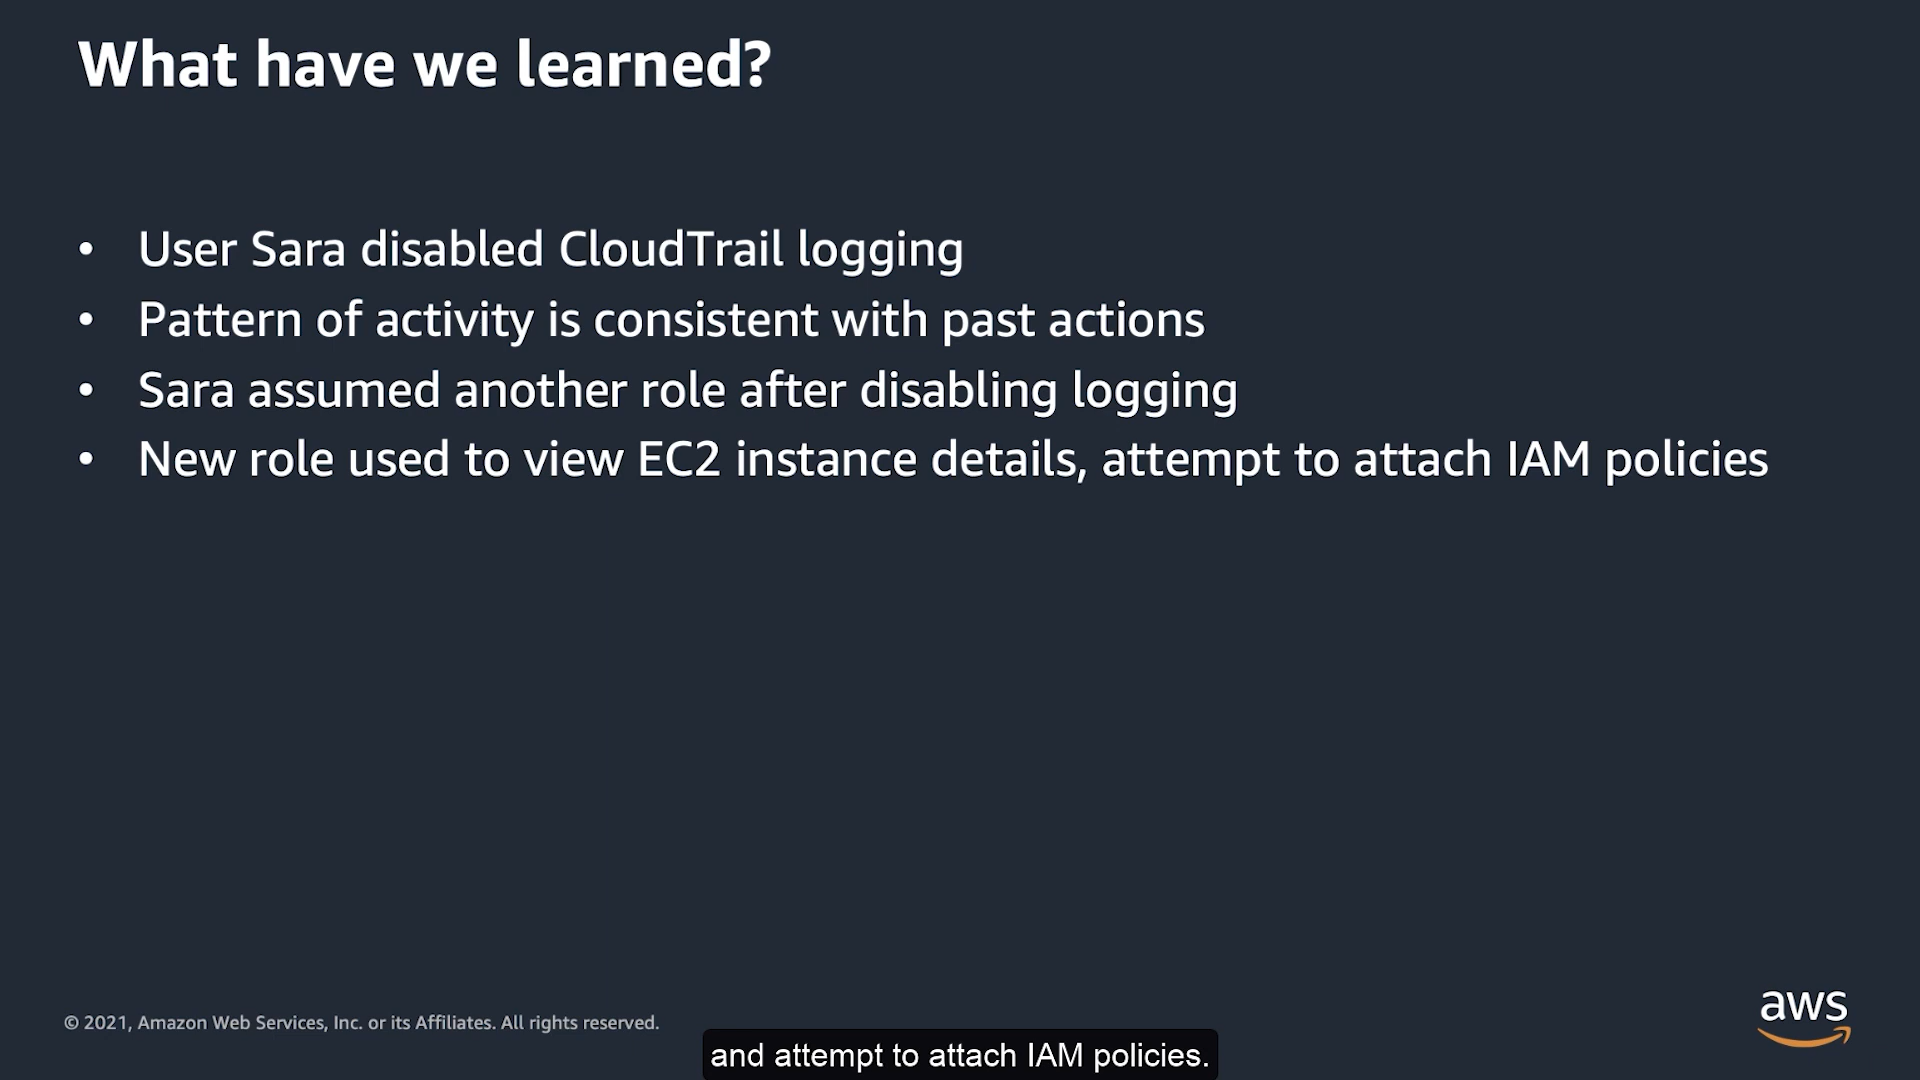 What have we learned?
• User Sara disabled CloudTrail logging
• Pattern of activity is consistent with past actions
• Sara assumed another role after disabling logging
• New role used to view EC2 instance details, attempt to attach IAM policies
© 2021, Amazon Web Services, Inc. or its Affiliates. All rights reserved.
aws
and attempt to attach IAM policies.